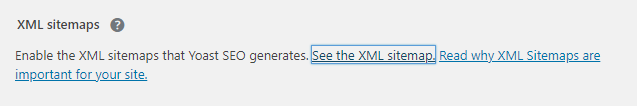 XML sitemaps ?
Enable the XML sitemaps that Yoast SEO generates. See the XML sitemap. Read why XML Sitemaps are
important for your site.